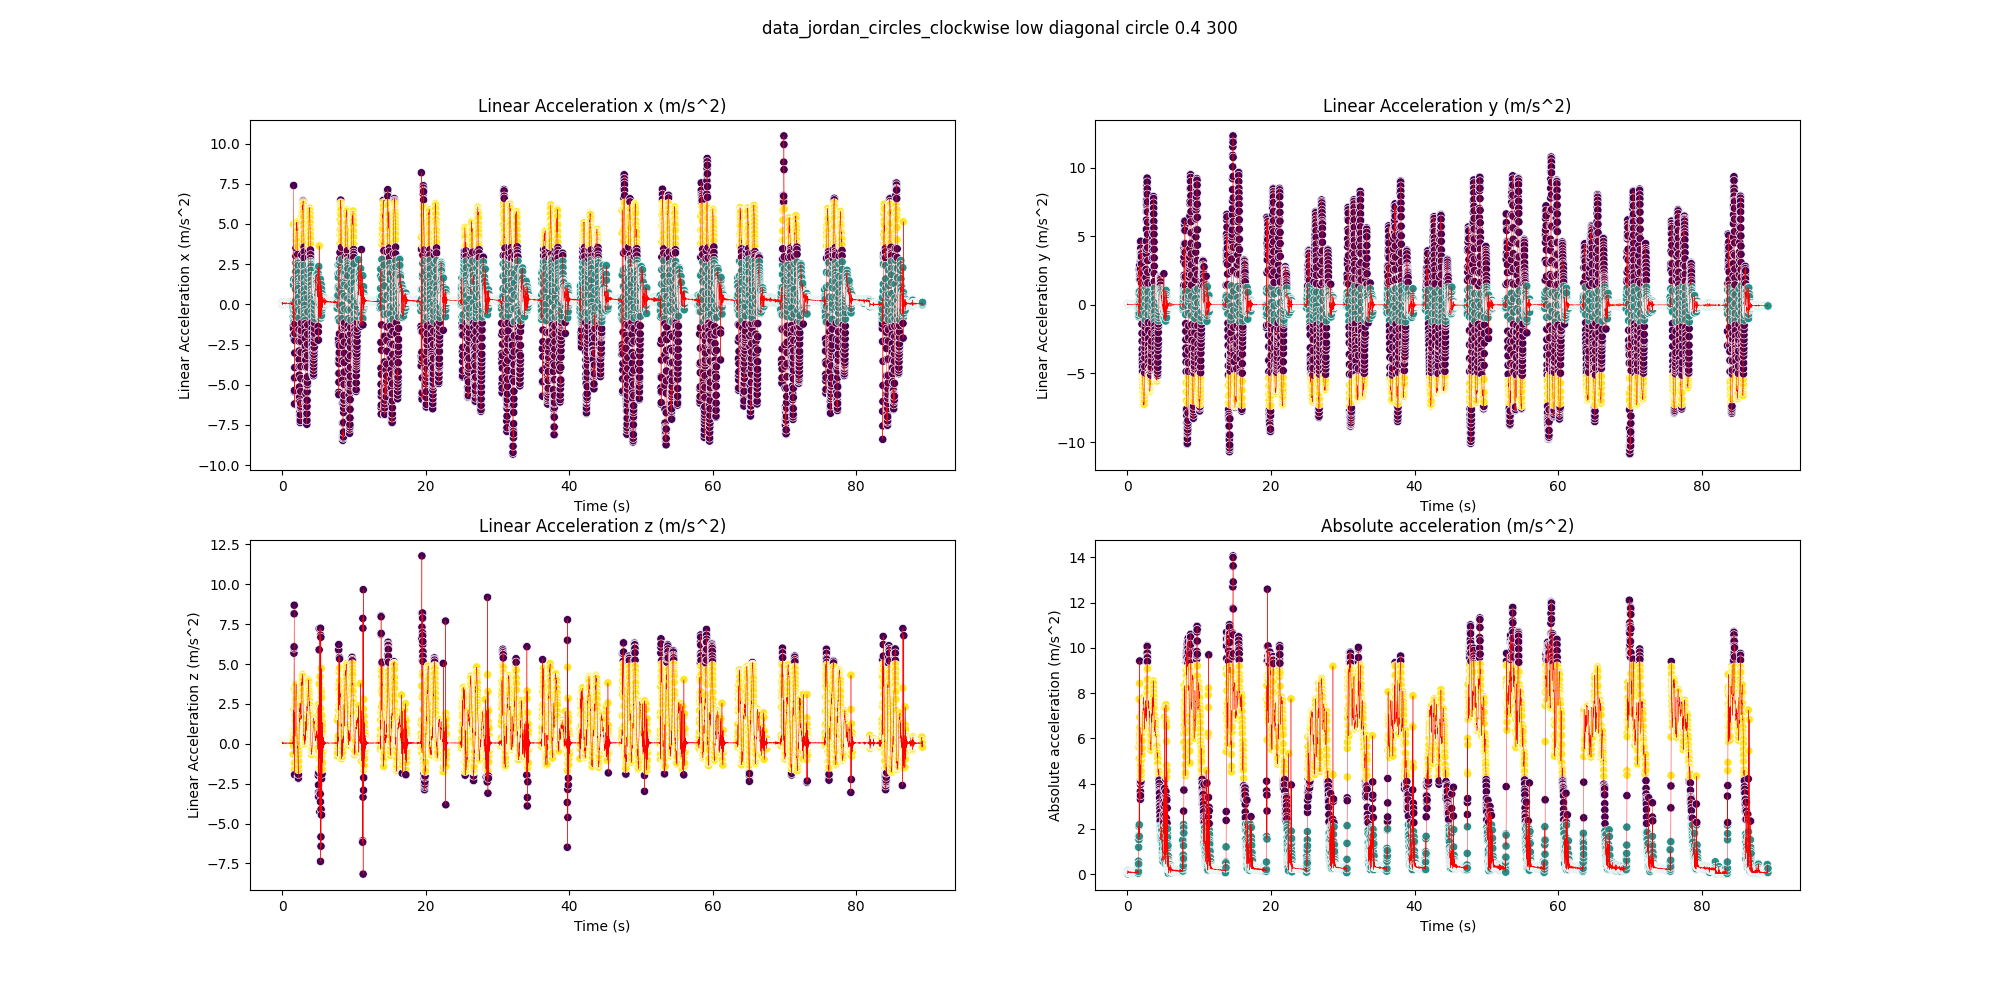 data_jordan_circles_clockwise low diagonal circle 0.4 300
Linear Acceleration x (m/s^2)
Linear Acceleration x (m/s^2)
10.0
7.5
5.0
2.5
0.0
−2.5
−5.0
−7.5
−10.0
0 20 40 60 80
Time (s)
Linear Acceleration y (m/s^2)
Linear Acceleration y (m/s^2)
10
5
0
−5
−10
0 20 40 60 80
Time (s)
Linear Acceleration z (m/s^2)
Linear Acceleration z (m/s^2)
12.5
10.0
7.5
5.0
2.5
0.0
−2.5
−5.0
−7.5
0 20 40 60 80
Time (s)
Absolute acceleration (m/s^2)
Absolute acceleration (m/s^2)
14
12
10
8
6
4
2
0
0 20 40 60 80
Time (s)